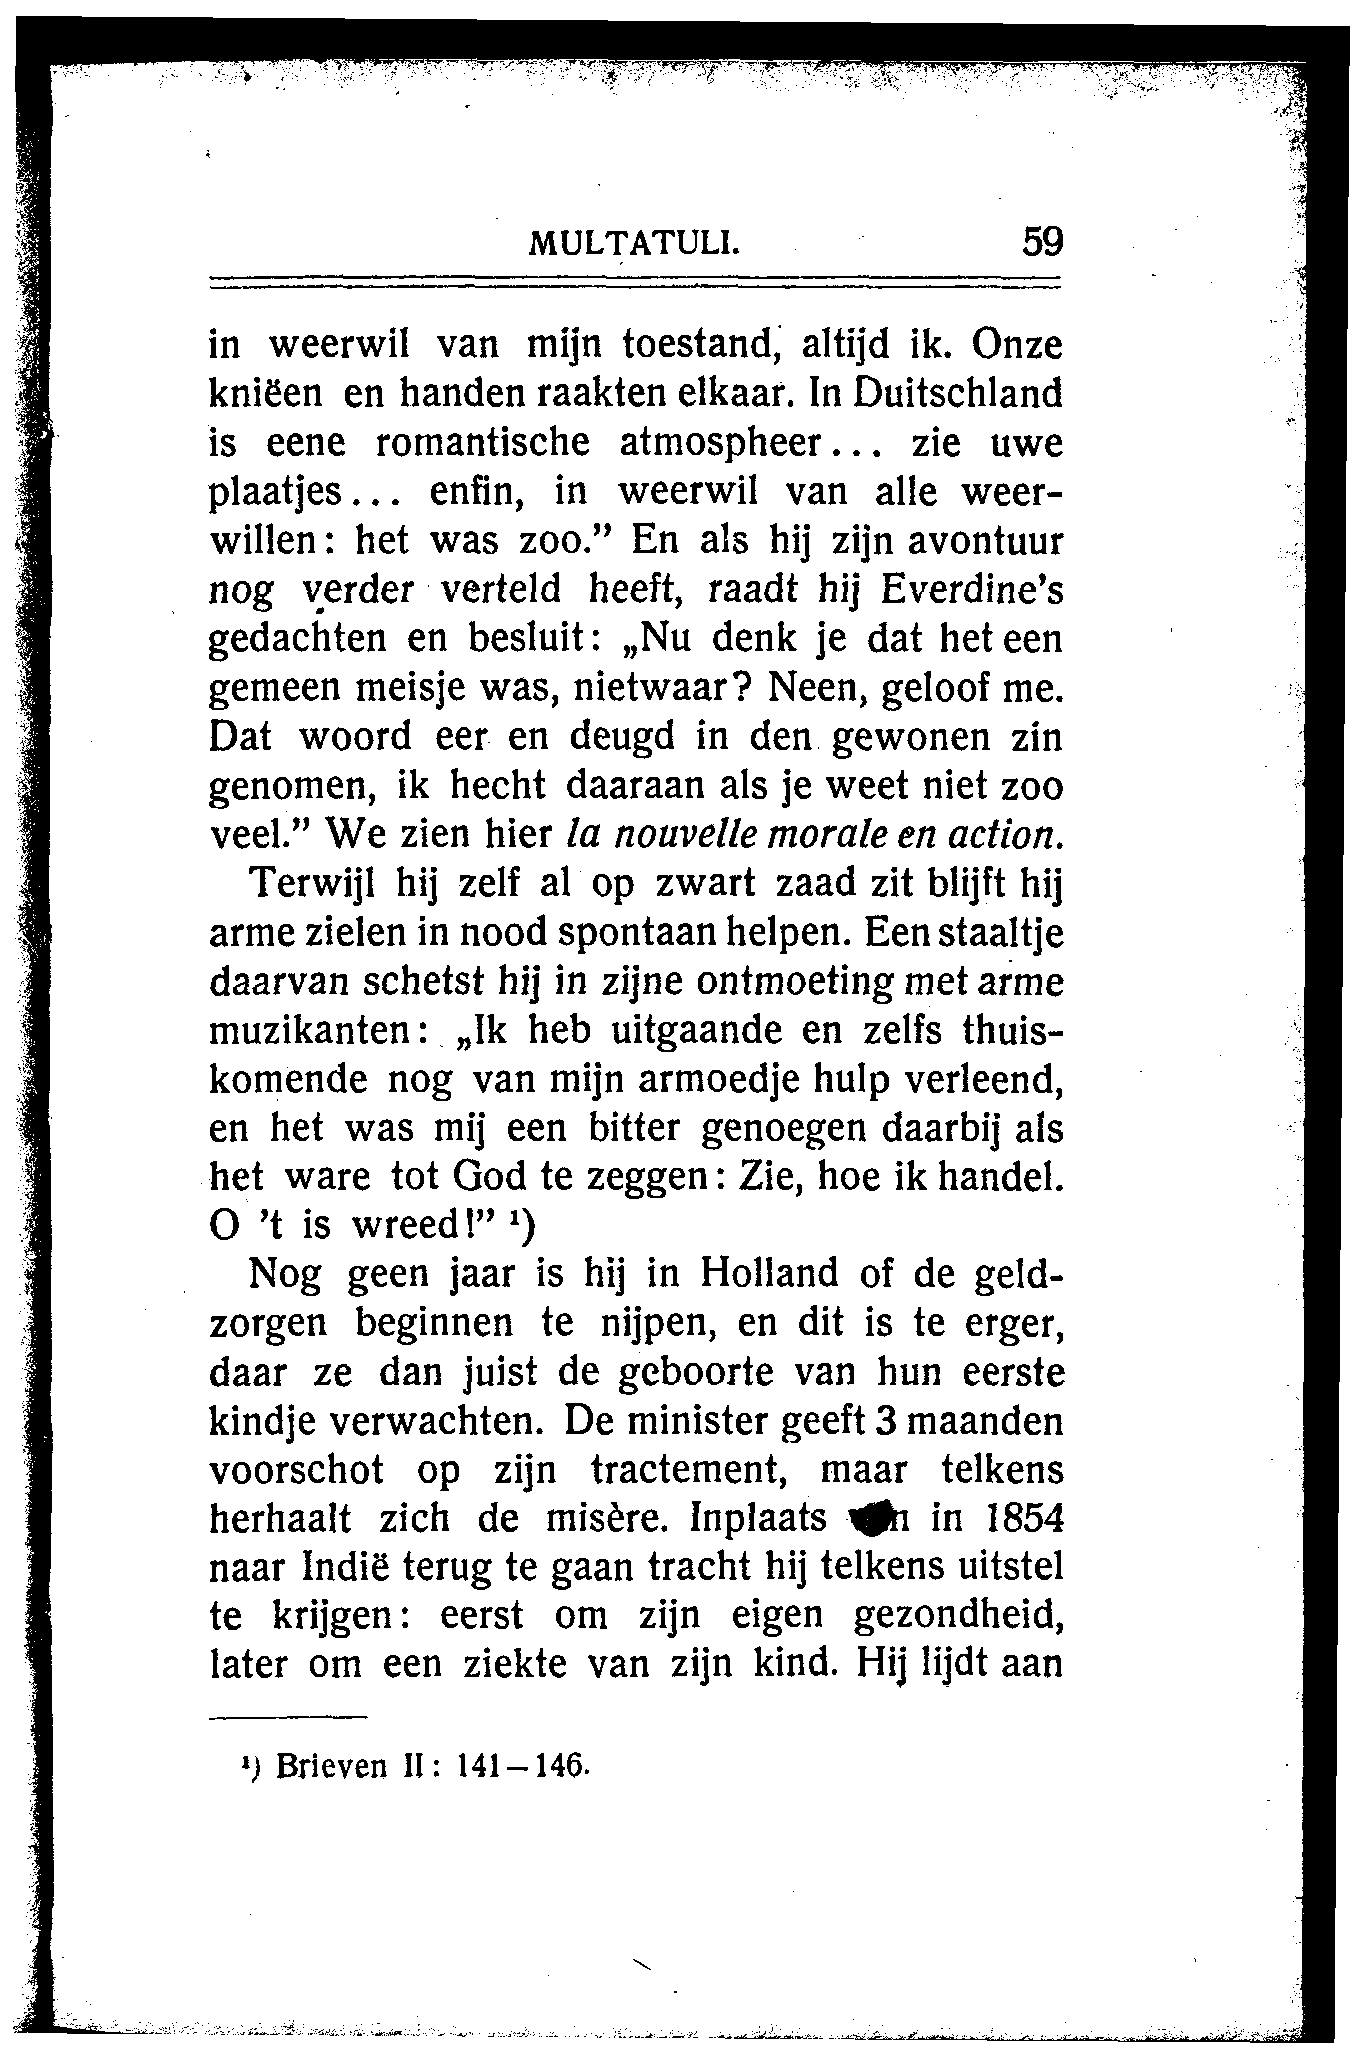 MULTATULI. 59
in weerwil van mijn toestand, altijd ik. Onze
kniëen en handen raakten elkaar. In Duitschland
is eene romantische atmospheer... zie uwe
plaatjes... enfin, in weerwil van alle weer-
willen: het was zoo.” En als hij zijn avontuur
nog verder verteld heeft, raadt hij Everdine’s
gedachten en besluit: „Nu denk je dat het een
gemeen meisje was, nietwaar? Neen, geloof me.
Dat woord eer en deugd in den gewonen zin
genomen, ik hecht daaraan als je weet niet zoo
veel.” We zien hier la nouvelle morale en action.
Terwijl hij zelf al op zwart zaad zit blijft hij
arme zielen in nood spontaan helpen. Een staaltje
daarvan schetst hij in zijne ontmoeting met arme
muzikanten: „Ik heb uitgaande en zelfs thuis-
komende nog van mijn armoedje hulp verleend,
en het was mij een bitter genoegen daarbij als
het ware tot God te zeggen: Zie, hoe ik handel.
O ’t is wreed!” ¹)
Nog geen jaar is hij in Holland of de geld-
zorgen beginnen te nijpen, en dit is te erger,
daar ze dan juist de geboorte van hun eerste
kindje verwachten. De minister geeft 3 maanden
voorschot op zijn tractement, maar telkens
herhaalt zich de misère. Inplaats in 1854
naar Indië terug te gaan tracht hij telkens uitstel
te krijgen: eerst om zijn eigen gezondheid,
later om een ziekte van zijn kind. Hij lijdt aan
¹) Brieven II: 141–146.